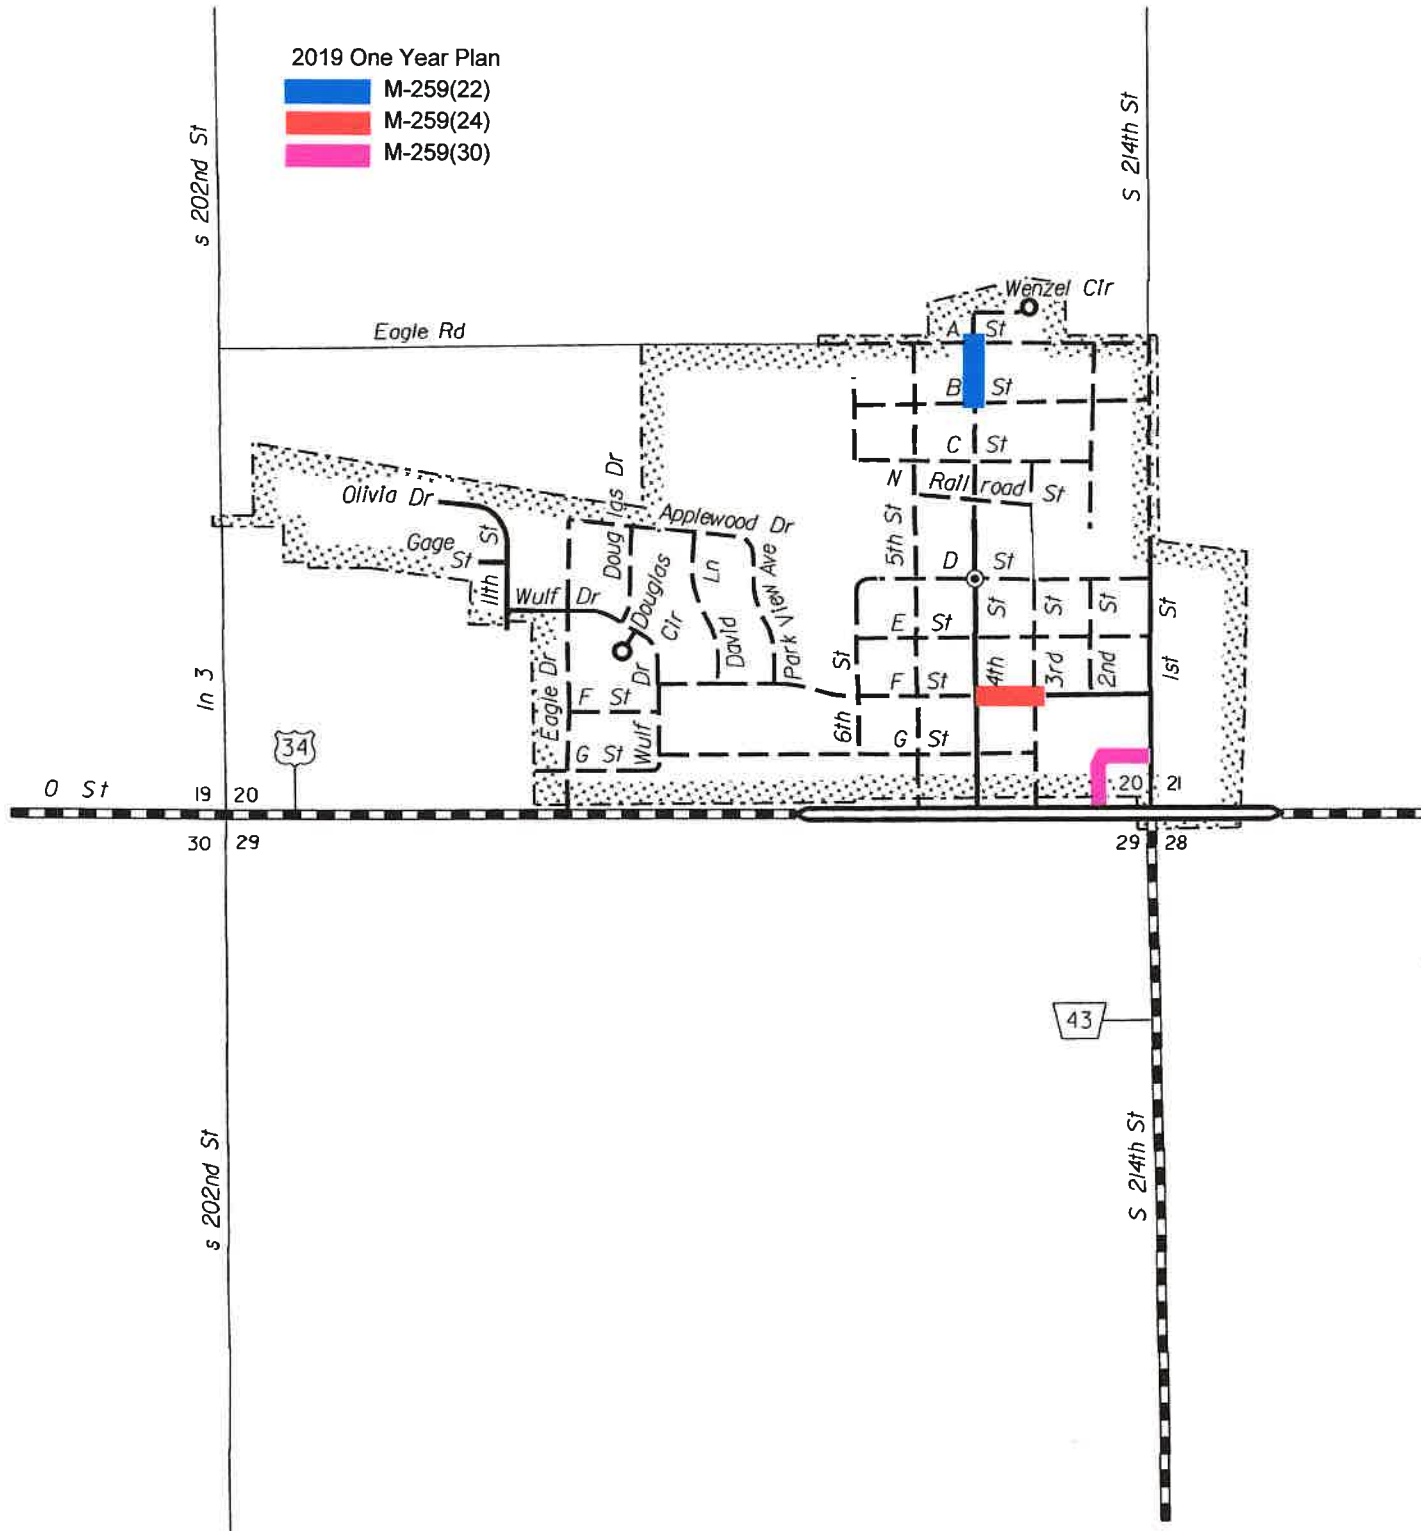 2019 One Year Plan
M-259(22)
M-259(24)
M-259(30)
s 202nd St
S 214th St
Wenzel Cir
Eagle Rd
A St
B St
C St
N
Railroad St
Olivia Dr
Douglas Dr
Applewood Dr
Gage St
11th St
5th St
D St
Wulf Dr
Douglas Cir
David Ln
Park View Ave
E St
4th St
3rd St
2nd St
1st St
In 3
Eagle Dr
F St
Wulf Dr
6th St
F St
G St
G St
34
O St
19 20
30 29
20 21
29 28
43
s 202nd St
S 214th St